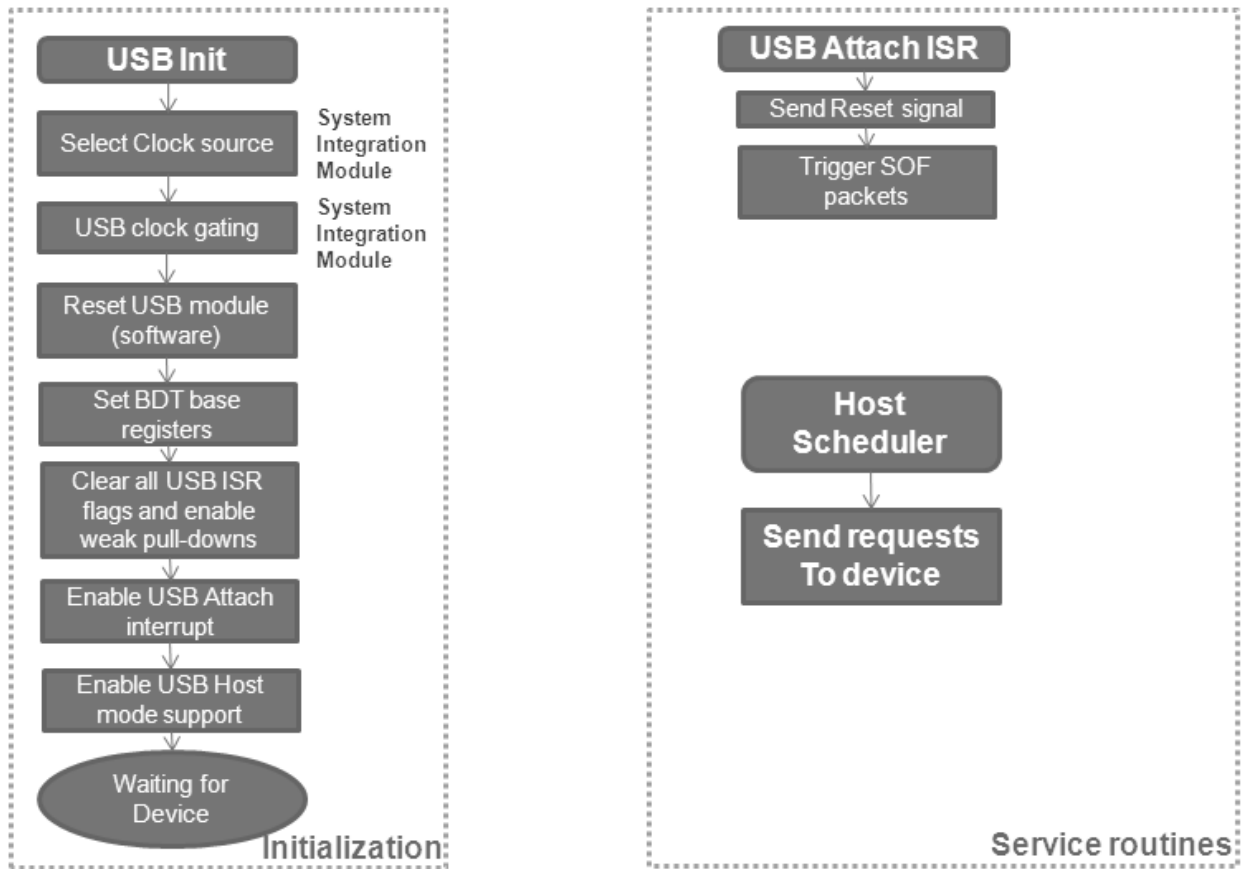 USB Init
Select Clock source
System
Integration
Module
USB clock gating
System
Integration
Module
Reset USB module
(software)
Set BDT base
registers
Clear all USB ISR
flags and enable
weak pull-downs
Enable USB Attach
interrupt
Enable USB Host
mode support
Waiting for
Device
Initialization
USB Attach ISR
Send Reset signal
Trigger SOF
packets
Host
Scheduler
Send requests
To device
Service routines